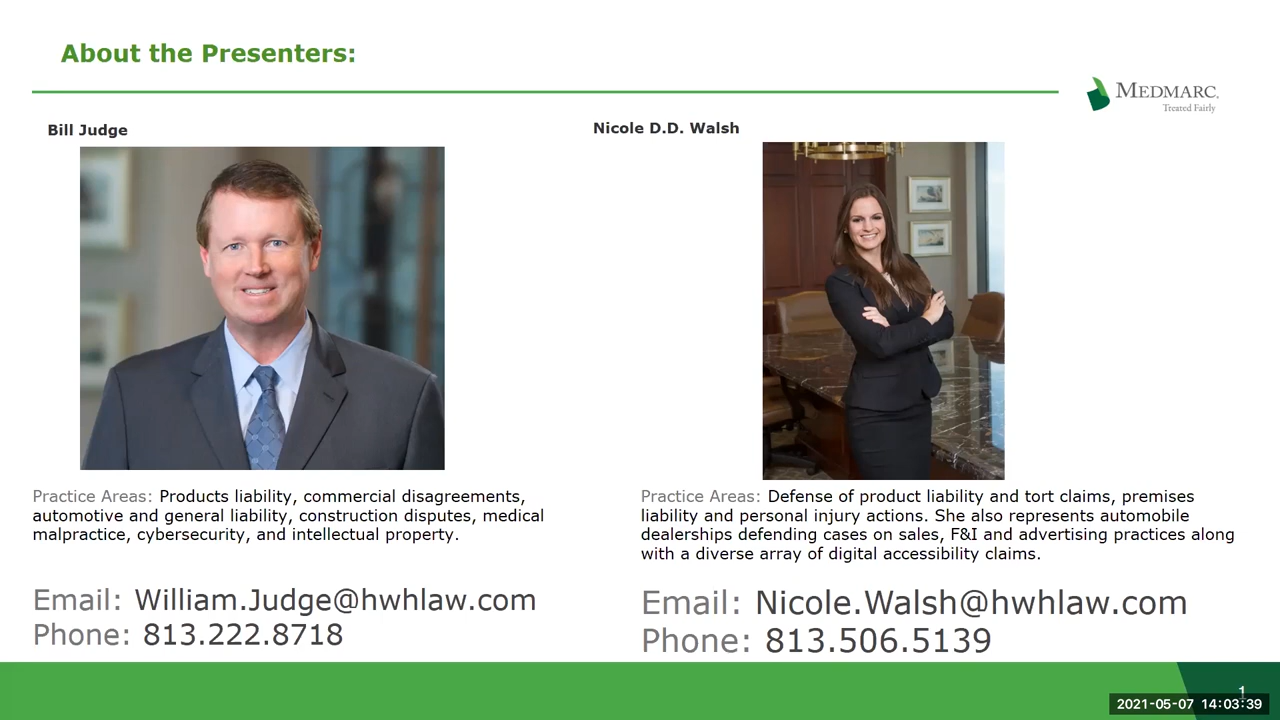 About the Presenters:
MEDMARC
Treated Fairly
Bill Judge
Nicole D.D. Walsh
Practice Areas: Products liability, commercial disagreements,
automotive and general liability, construction disputes, medical
malpractice, cybersecurity, and intellectual property.
Email: William.Judge@hwhlaw.com
Phone: 813.222.8718
Practice Areas: Defense of product liability and tort claims, premises
liability and personal injury actions. She also represents automobile
dealerships defending cases on sales, F&I and advertising practices along
with a diverse array of digital accessibility claims.
Email: Nicole.Walsh@hwhlaw.com
Phone: 813.506.5139
1
2021-05-07 14:03:39